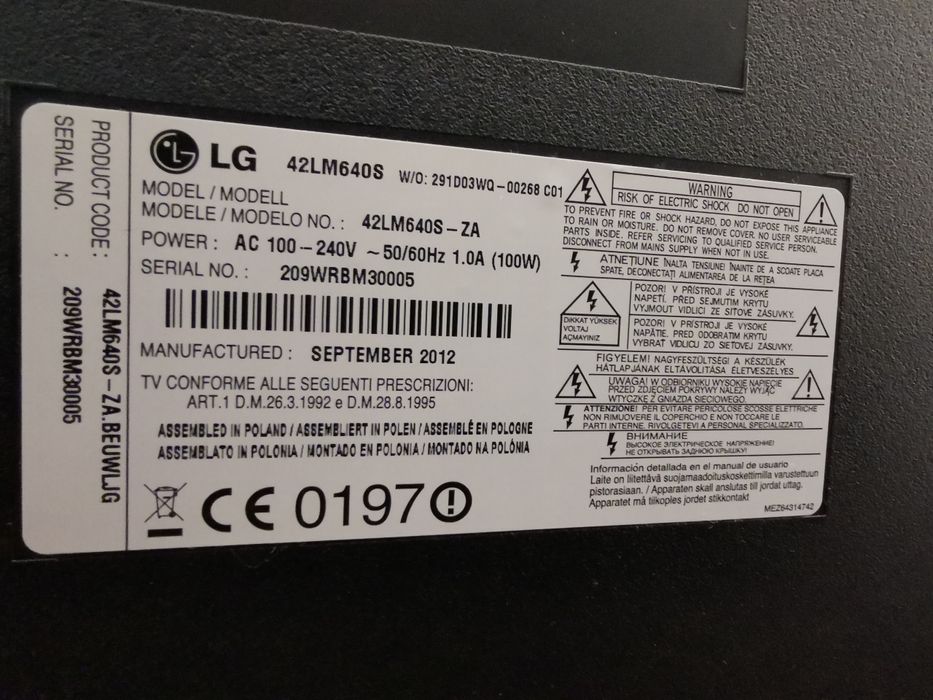 PRODUCT CODE : 42LM640S-ZA.BEUWLJG
SERIAL NO. : 209WRBM30005
LG 42LM640S W/O: 291D03WQ-00268 C01
MODEL / MODELL
MODELE / MODELO NO. : 42LM640S-ZA
POWER : AC 100-240V ~50/60Hz 1.0A (100W)
SERIAL NO. : 209WRBM30005
MANUFACTURED : SEPTEMBER 2012
TV CONFORME ALLE SEGUENTI PRESCRIZIONI:
ART.1 D.M.26.3.1992 e D.M.28.8.1995
ASSEMBLED IN POLAND / ASSEMBLIERT IN POLEN / ASSEMBLÉ EN POLOGNE
ASSEMBLATO IN POLONIA / MONTADO EN POLONIA / MONTADO NA POLÔNIA
CE 0197
WARNING
RISK OF ELECTRIC SHOCK DO NOT OPEN
TO PREVENT FIRE OR SHOCK HAZARD, DO NOT EXPOSE THIS APPLIANCE
TO RAIN OR MOISTURE. DO NOT REMOVE COVER. NO USER SERVICEABLE
PARTS INSIDE. REFER SERVICING TO QUALIFIED SERVICE PERSON.
DISCONNECT FROM MAINS SUPPLY WHEN NOT IN USE.
ATNEŢIUNE ÎNALTA TENSIUNE! ÎNAINTE DE A SCOATE PLACA
SPATE, DECONECTAŢI ALIMENTAREA DE LA REŢEA
DIKKAT YÜKSEK
VOLTAJ
AÇMAYINIZ
POZOR! V PŘÍSTROJI JE VYSOKÉ
NAPETÍ. PŘED SEJMUTIM KRYTU
VYJMOUT VIDLICI ZE SÍTOVÉ ZÁSUVKY.
POZOR! V PRÍSTROJI JE VYSOKÉ
NAPÄTIE. PRED ODOBRATIM KRYTU
VYBRAŤ VIDLICU ZO SIEŤOVEJ ZÁSUVKY.
FIGYELEM! NAGYFESZÜLTSÉG! A KÉSZÜLÉK
HÁTLAPJÁNAK ELTÁVOLÍTÁSA ÉLETVESZÉLYES
UWAGA! W ODBIORNIKU WYSOKIE NAPIĘCIE
PRZED ZDJĘCIEM POKRYWY NALEŻY WYJĄĆ
WTYCZKĘ Z GNIAZDA SIECIOWEGO.
ATTENZIONE! PER EVITARE PERICOLOSE SCOSSE ELETTRICHE
NON RIMUOVERE IL COPERCHIO E NON TOCCARE LE
PARTI INTERNE, RIVOLGETEVI A PERSONAL SPECIALIZZATO.
ВНИМАНИЕ
ВЫСОКОЕ ЭЛЕКТРИЧЕСКОЕ НАПРЯЖЕНИЕ!
НЕ ОТКРЫВАТЬ ЗАДНЮЮ КРЫШКУ!
Información detallada en el manual de usuario
Laite on liitettävä suojamaadoituskoskettimilla varustettuun
pistorasiaan. / Apparaten skall anslutas till jordat uttag.
Apparatet må tilkoples jordet stikkontakt
MEZ64314742